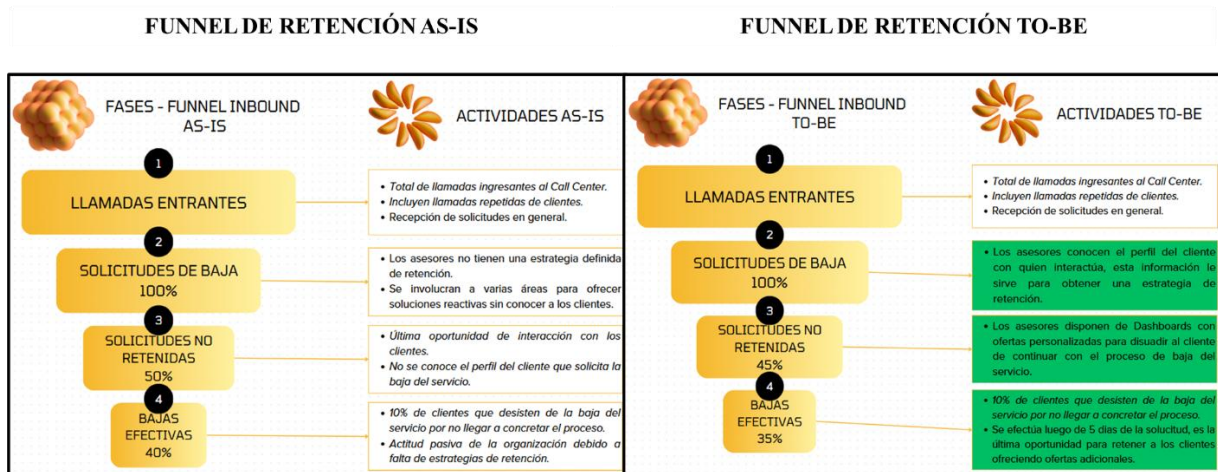 FUNNEL DE RETENCIÓN AS-IS
FUNNEL DE RETENCIÓN TO-BE
FASES - FUNNEL INBOUND
AS-IS
ACTIVIDADES AS-IS
1
LLAMADAS ENTRANTES
• Total de llamadas ingresantes al Call Center.
• Incluyen llamadas repetidas de clientes.
• Recepción de solicitudes en general.
2
SOLICITUDES DE BAJA
100%
• Los asesores no tienen una estrategia definida
de retención.
• Se involucran a varias áreas para ofrecer
soluciones reactivas sin conocer a los clientes.
3
SOLICITUDES NO
RETENIDAS
50%
• Última oportunidad de interacción con los
clientes.
• No se conoce el perfil del cliente que solicita la
baja del servicio.
4
BAJAS
EFECTIVAS
40%
• 10% de clientes que desisten de la baja del
servicio por no llegar a concretar el proceso.
• Actitud pasiva de la organización debido a
falta de estrategias de retención.
FASES - FUNNEL INBOUND
TO-BE
ACTIVIDADES TO-BE
1
LLAMADAS ENTRANTES
• Total de llamadas ingresantes al Call Center.
• Incluyen llamadas repetidas de clientes.
• Recepción de solicitudes en general.
2
SOLICITUDES DE BAJA
100%
• Los asesores conocen el perfil del cliente
con quien interactúa, esta información le
sirve para obtener una estrategia de
retención.
3
SOLICITUDES NO
RETENIDAS
45%
• Los asesores disponen de Dashboards con
ofertas personalizadas para disuadir al cliente
de continuar con el proceso de baja del
servicio.
4
BAJAS
EFECTIVAS
35%
• 10% de clientes que desisten de la baja del
servicio por no llegar a concretar el proceso.
• Se efectúa luego de 5 dias de la solicitud, es la
última oportunidad para retener a los clientes
ofreciendo ofertas adicionales.